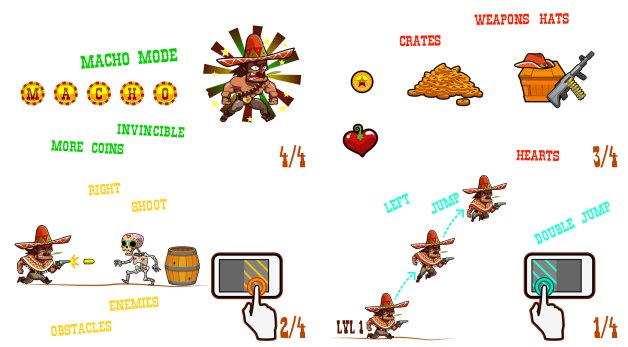 MACHO MODE
M A C H O
INVINCIBLE
MORE COINS
4/4
WEAPONS HATS
CRATES
HEARTS
3/4
RIGHT
SHOOT
ENEMIES
OBSTACLES
2/4
LEFT
JUMP
DOUBLE JUMP
LVL 1
1/4